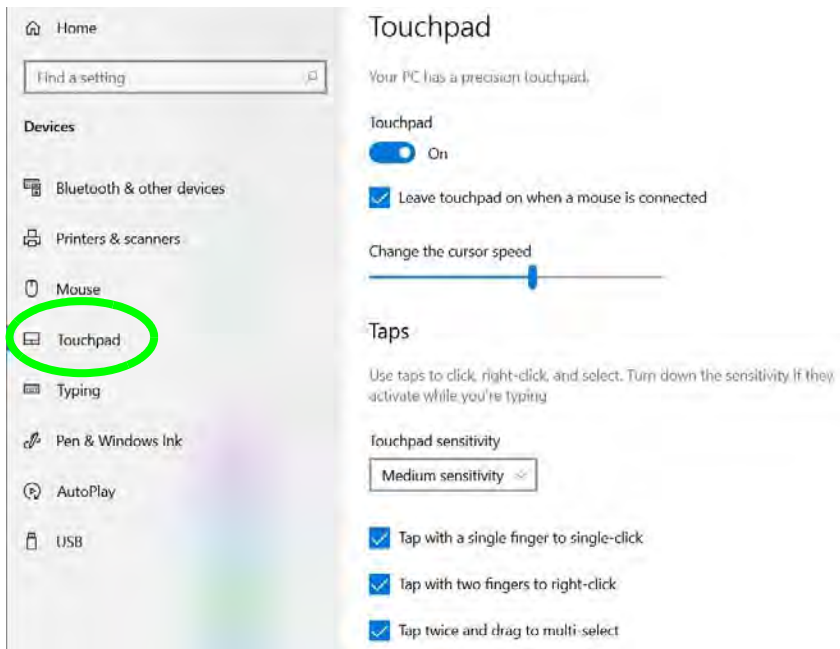 Home
Find a setting
Devices
Bluetooth & other devices
Printers & scanners
Mouse
Touchpad
Typing
Pen & Windows Ink
AutoPlay
USB
Touchpad
Your PC has a precision touchpad.
Touchpad
On
Leave touchpad on when a mouse is connected
Change the cursor speed
Taps
Use taps to click, right-click, and select. Turn down the sensitivity if they
activate while you're typing
Touchpad sensitivity
Medium sensitivity
Tap with a single finger to single-click
Tap with two fingers to right-click
Tap twice and drag to multi-select